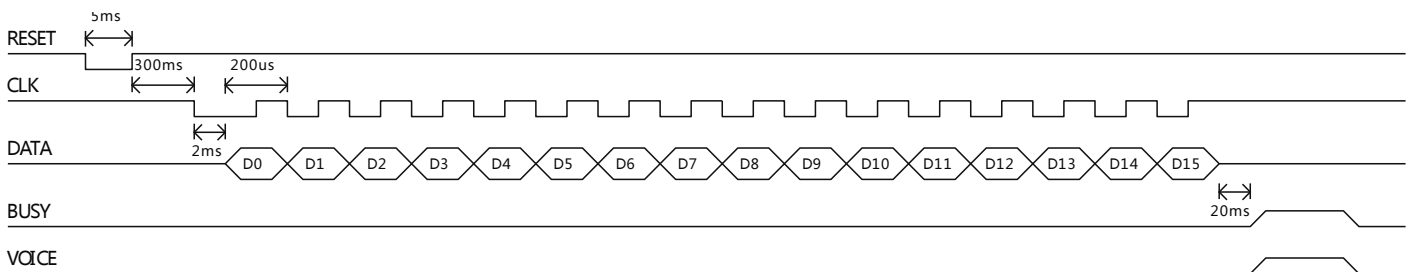 5ms
RESET
300ms 200us
CLK
2ms
DATA D0 D1 D2 D3 D4 D5 D6 D7 D8 D9 D10 D11 D12 D13 D14 D15
20ms
BUSY
VOICE